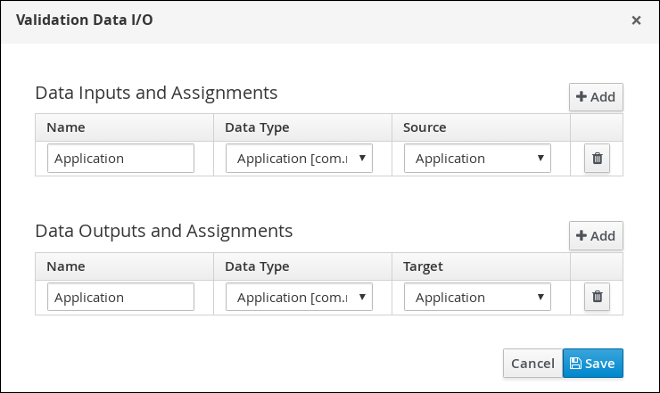 Validation Data I/O ×
Data Inputs and Assignments
+ Add
Name Data Type Source
Application Application [com. Application
Data Outputs and Assignments
+ Add
Name Data Type Target
Application Application [com. Application
Cancel Save